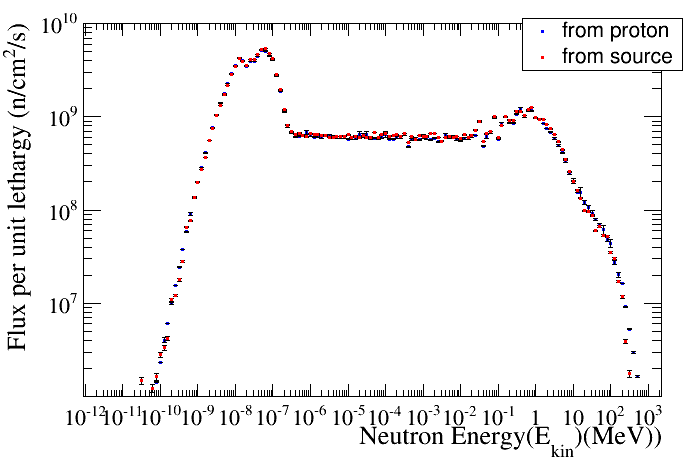 10^10
from proton
from source
10^9
10^8
10^7
Flux per unit lethargy (n/cm^2/s)
10^-12 10^-11 10^-10 10^-9 10^-8 10^-7 10^-6 10^-5 10^-4 10^-3 10^-2 10^-1 1 10 10^2 10^3
Neutron Energy(E_kin)(MeV))